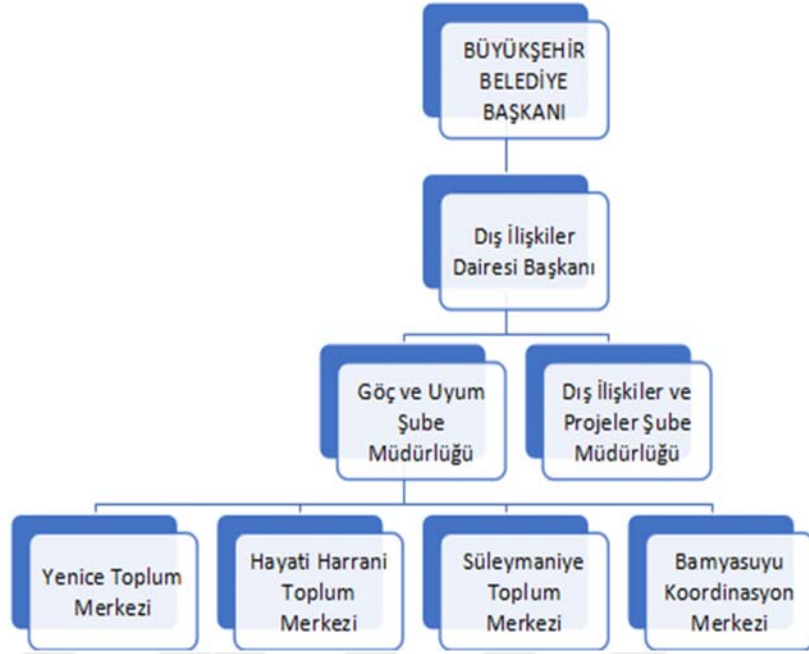 BÜYÜKŞEHİR
BELEDİYE
BAŞKANI
Dış İlişkiler
Dairesi Başkanı
Göç ve Uyum
Şube
Müdürlüğü
Dış İlişkiler ve
Projeler Şube
Müdürlüğü
Yenice Toplum
Merkezi
Hayati Harrani
Toplum
Merkezi
Süleymaniye
Toplum
Merkezi
Bamyasuyu
Koordinasyon
Merkezi